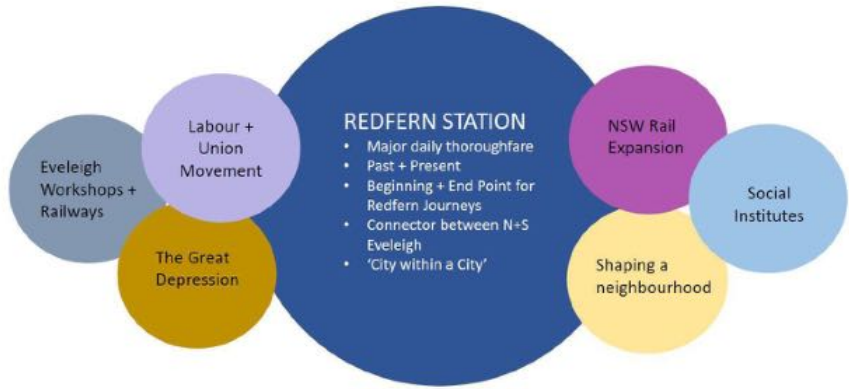 Eveleigh
Workshops +
Railways
Labour +
Union
Movement
The Great
Depression
REDFERN STATION
• Major daily thoroughfare
• Past + Present
• Beginning + End Point for
Redfern Journeys
• Connector between N+S
Eveleigh
• 'City within a City'
NSW Rail
Expansion
Social
Institutes
Shaping a
neighbourhood